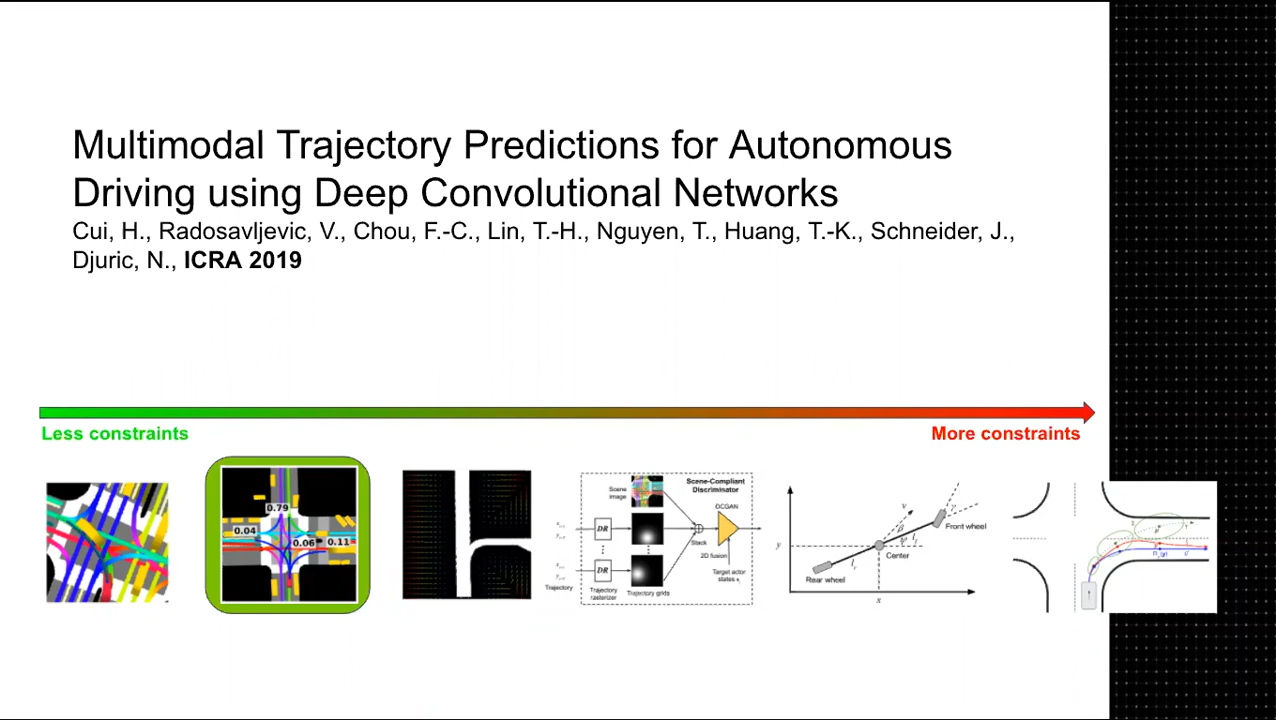 Multimodal Trajectory Predictions for Autonomous
Driving using Deep Convolutional Networks
Cui, H., Radosavljevic, V., Chou, F.-C., Lin, T.-H., Nguyen, T., Huang, T.-K., Schneider, J.,
Djuric, N., ICRA 2019
Less constraints
More constraints
0.79
0.04
0.06
0.11
Scene-Compliant
Discriminator
Scene
image
DCGAN
DR
Stack
2D fusion
DR
Target actor
states
Trajectory
Trajectory
rasterizer
Trajectory grids
y
v
Front wheel
Center
Rear wheel
x